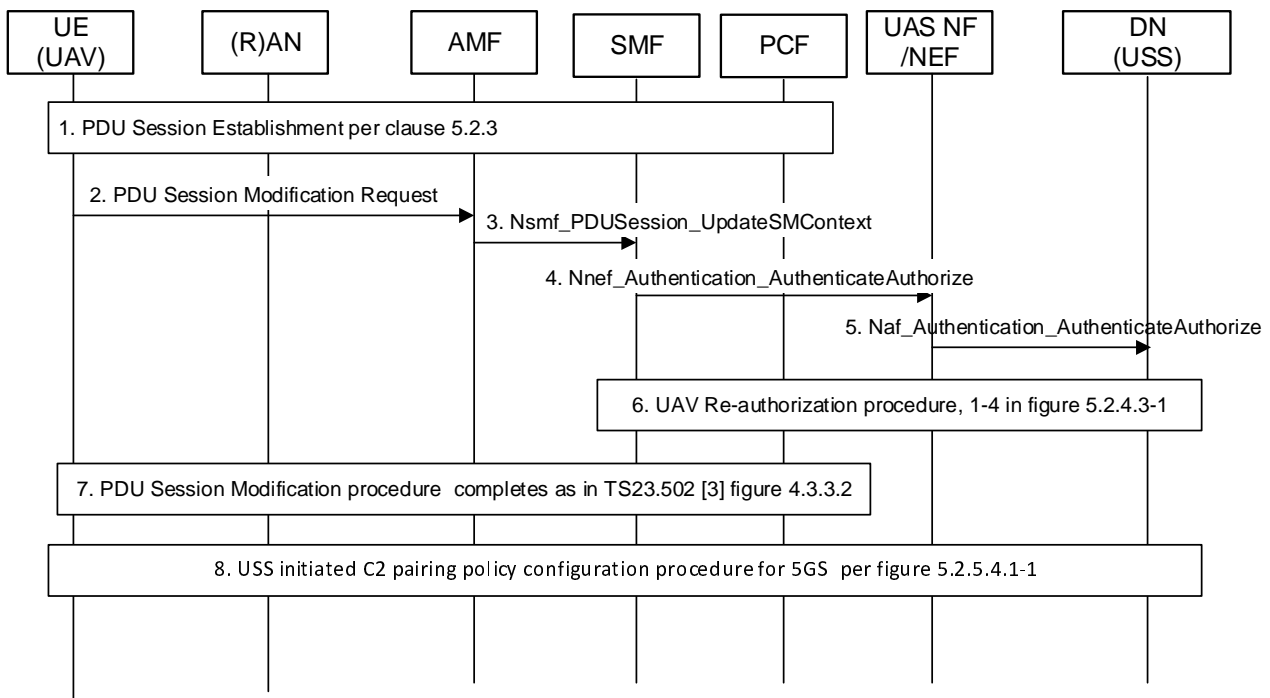 UE
(UAV)
(R)AN
AMF
SMF
PCF
UAS NF
/NEF
DN
(USS)
1. PDU Session Establishment per clause 5.2.3
2. PDU Session Modification Request
3. Nsmf_PDUSession_UpdateSMContext
4. Nnef_Authentication_AuthenticateAuthorize
5. Naf_Authentication_AuthenticateAuthorize
6. UAV Re-authorization procedure, 1-4 in figure 5.2.4.3-1
7. PDU Session Modification procedure completes as in TS23.502 [3] figure 4.3.3.2
8. USS initiated C2 pairing policy configuration procedure for 5GS per figure 5.2.5.4.1-1